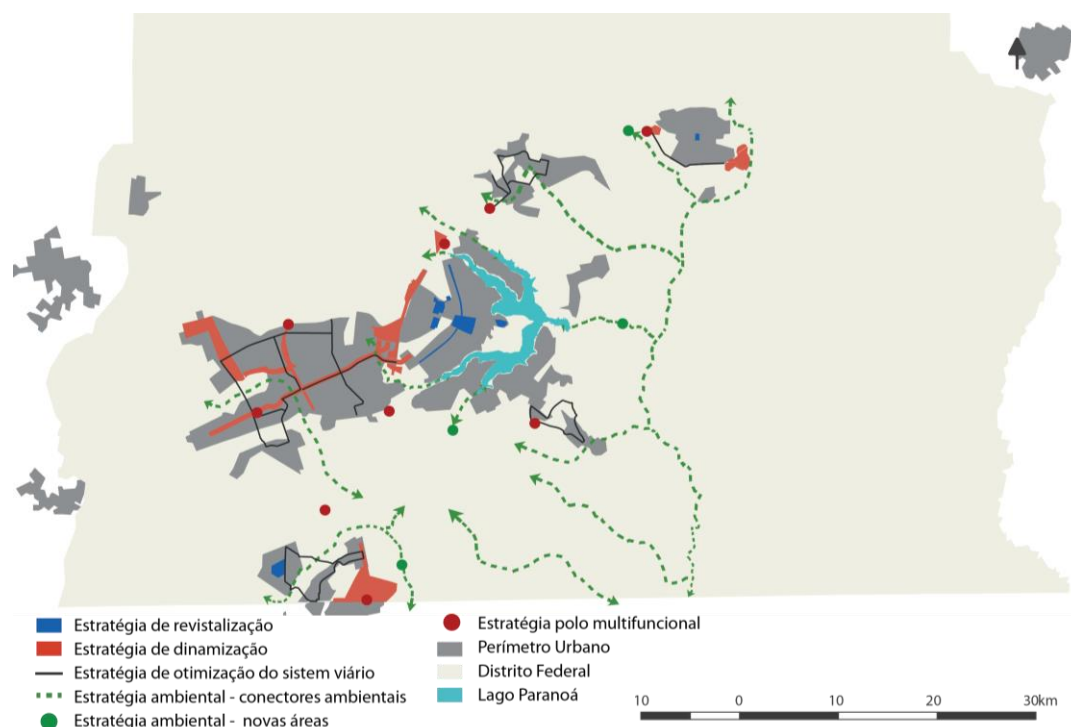 Estratégia de revistalização
Estratégia de dinamização
Estratégia de otimização do sistem viário
Estratégia ambiental - conectores ambientais
Estratégia ambiental - novas áreas
Estratégia polo multifuncional
Perímetro Urbano
Distrito Federal
Lago Paranoá
10 0 10 20 30km